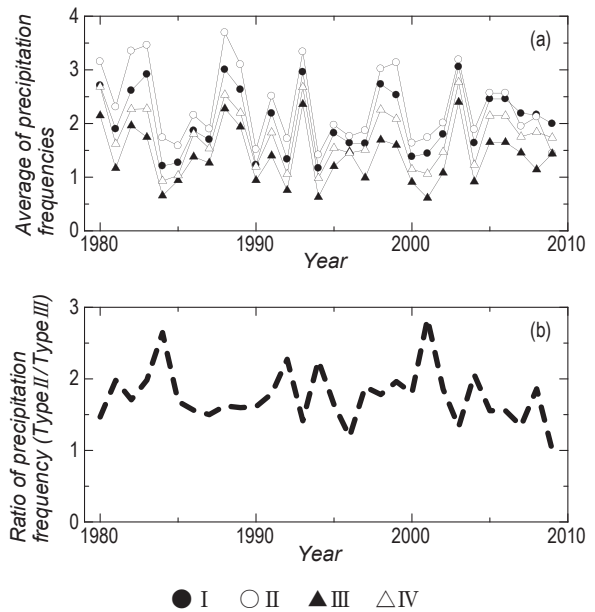 Average of precipitation
frequencies
4
3
2
1
0
(a)
1980
1990
2000
2010
Year
Ratio of precipitation
frequency (Type Ⅱ/Type Ⅲ)
3
2
1
0
(b)
1980
1990
2000
2010
Year
Ⅰ Ⅱ Ⅲ Ⅳ